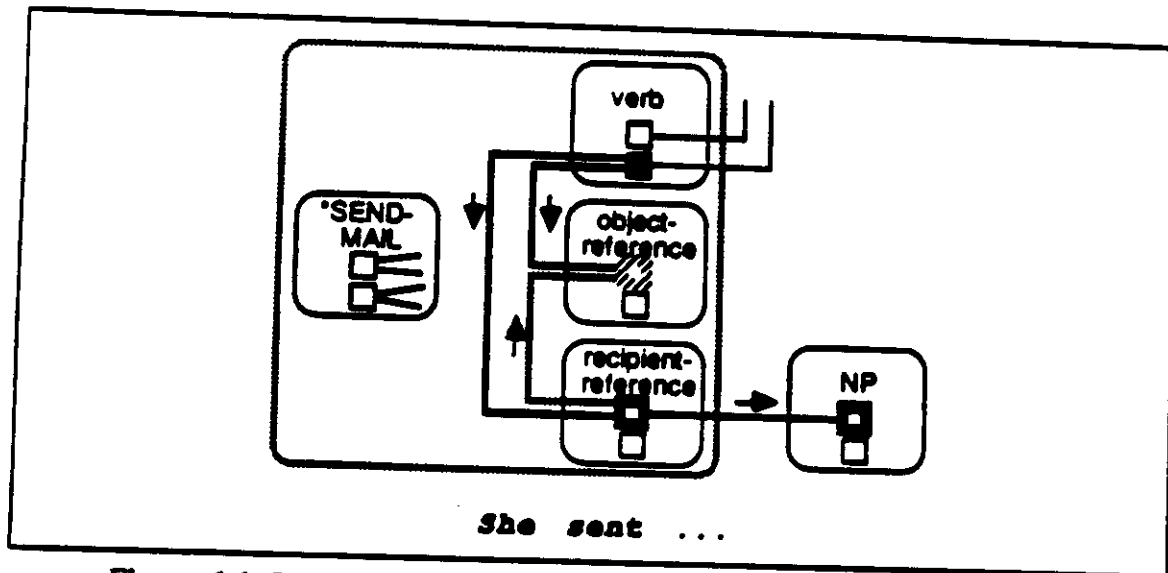 verb
*SEND-
MAIL
object-
reference
recipient-
reference
NP
She sent ...